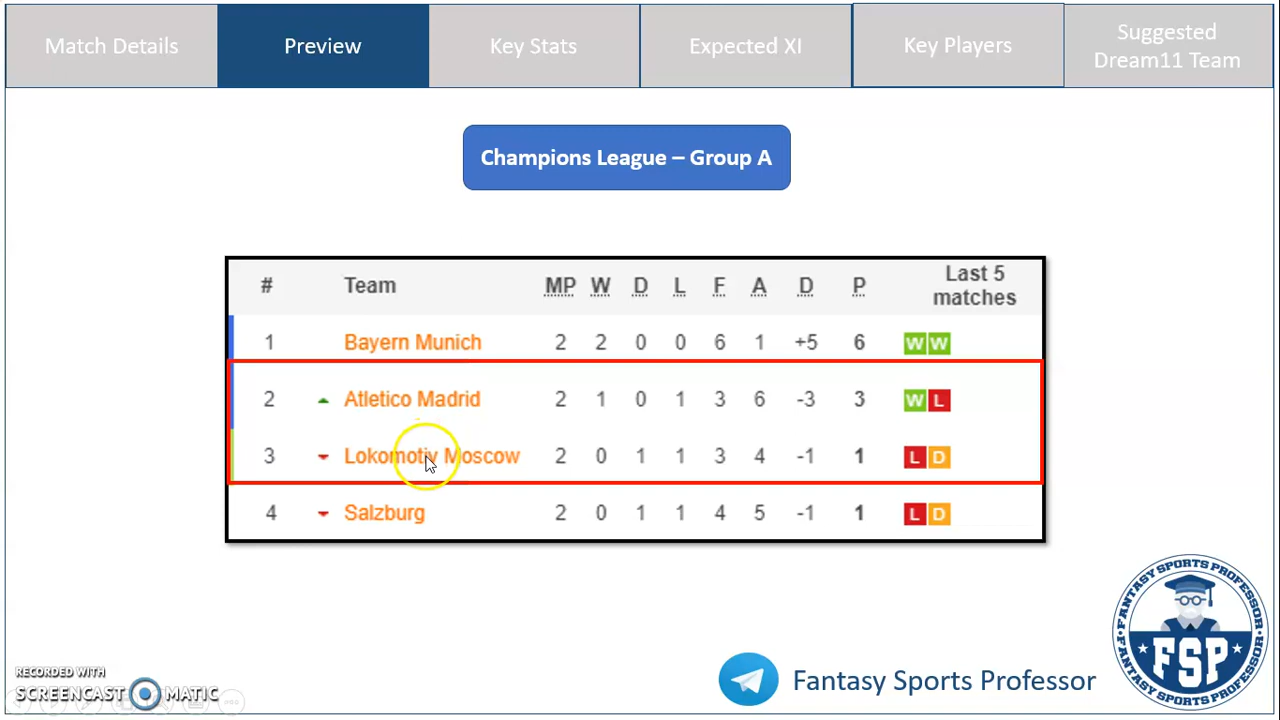 Match Details
Preview
Key Stats
Expected XI
Key Players
Suggested
Dream11 Team
Champions League – Group A
# Team MP W D L F A D P Last 5
matches
1 Bayern Munich 2 2 0 0 6 1 +5 6 W W
2 Atletico Madrid 2 1 0 1 3 6 -3 3 W L
3 Lokomotiv Moscow 2 0 1 1 3 4 -1 1 L D
4 Salzburg 2 0 1 1 4 5 -1 1 L D
FANTASY SPORTS PROFESSOR
FANTASY SPORTS PROFESSOR
FSP
Fantasy Sports Professor
RECORDED WITH
SCREENCAST MATIC